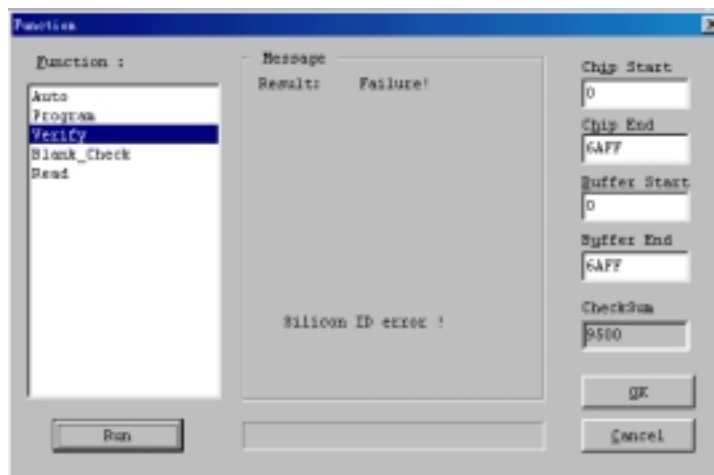 Function
Function :
Auto
Program
Verify
Blank_Check
Read
Run
Message
Result: Failure!
Silicon ID error !
Chip Start
0
Chip End
6AFF
Buffer Start
0
Buffer End
6AFF
CheckSum
9500
OK
Cancel